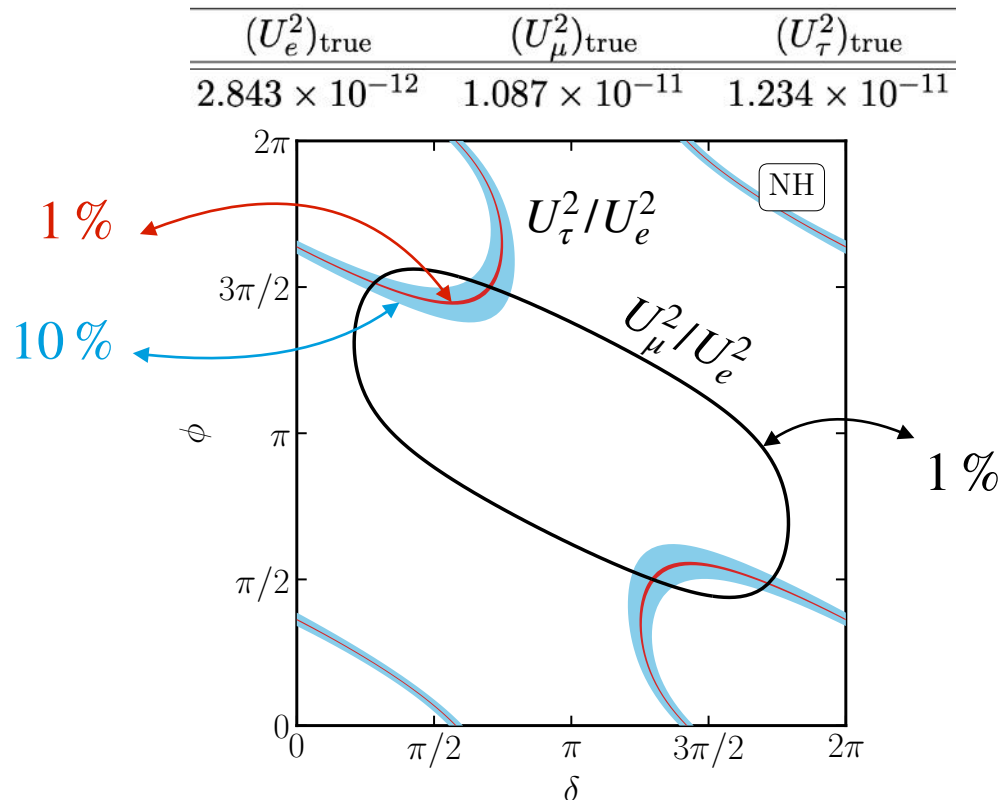 (U_e^2)_true (U_μ^2)_true (U_τ^2)_true
2.843 × 10^−12 1.087 × 10^−11 1.234 × 10^−11
2π
NH
1 %
U_τ^2/U_e^2
3π/2
U_μ^2/U_e^2
10 %
ϕ
π
1 %
π/2
0
0 π/2 π 3π/2 2π
δ